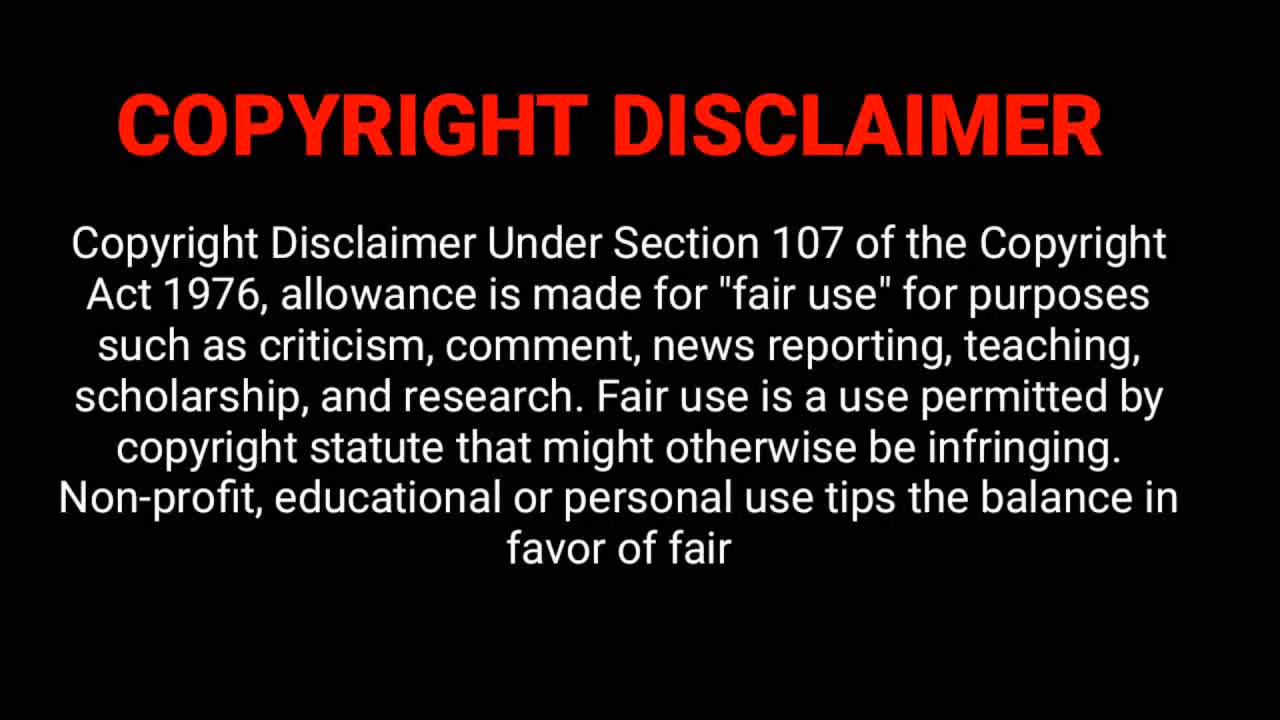 COPYRIGHT DISCLAIMER
Copyright Disclaimer Under Section 107 of the Copyright
Act 1976, allowance is made for "fair use" for purposes
such as criticism, comment, news reporting, teaching,
scholarship, and research. Fair use is a use permitted by
copyright statute that might otherwise be infringing.
Non-profit, educational or personal use tips the balance in
favor of fair